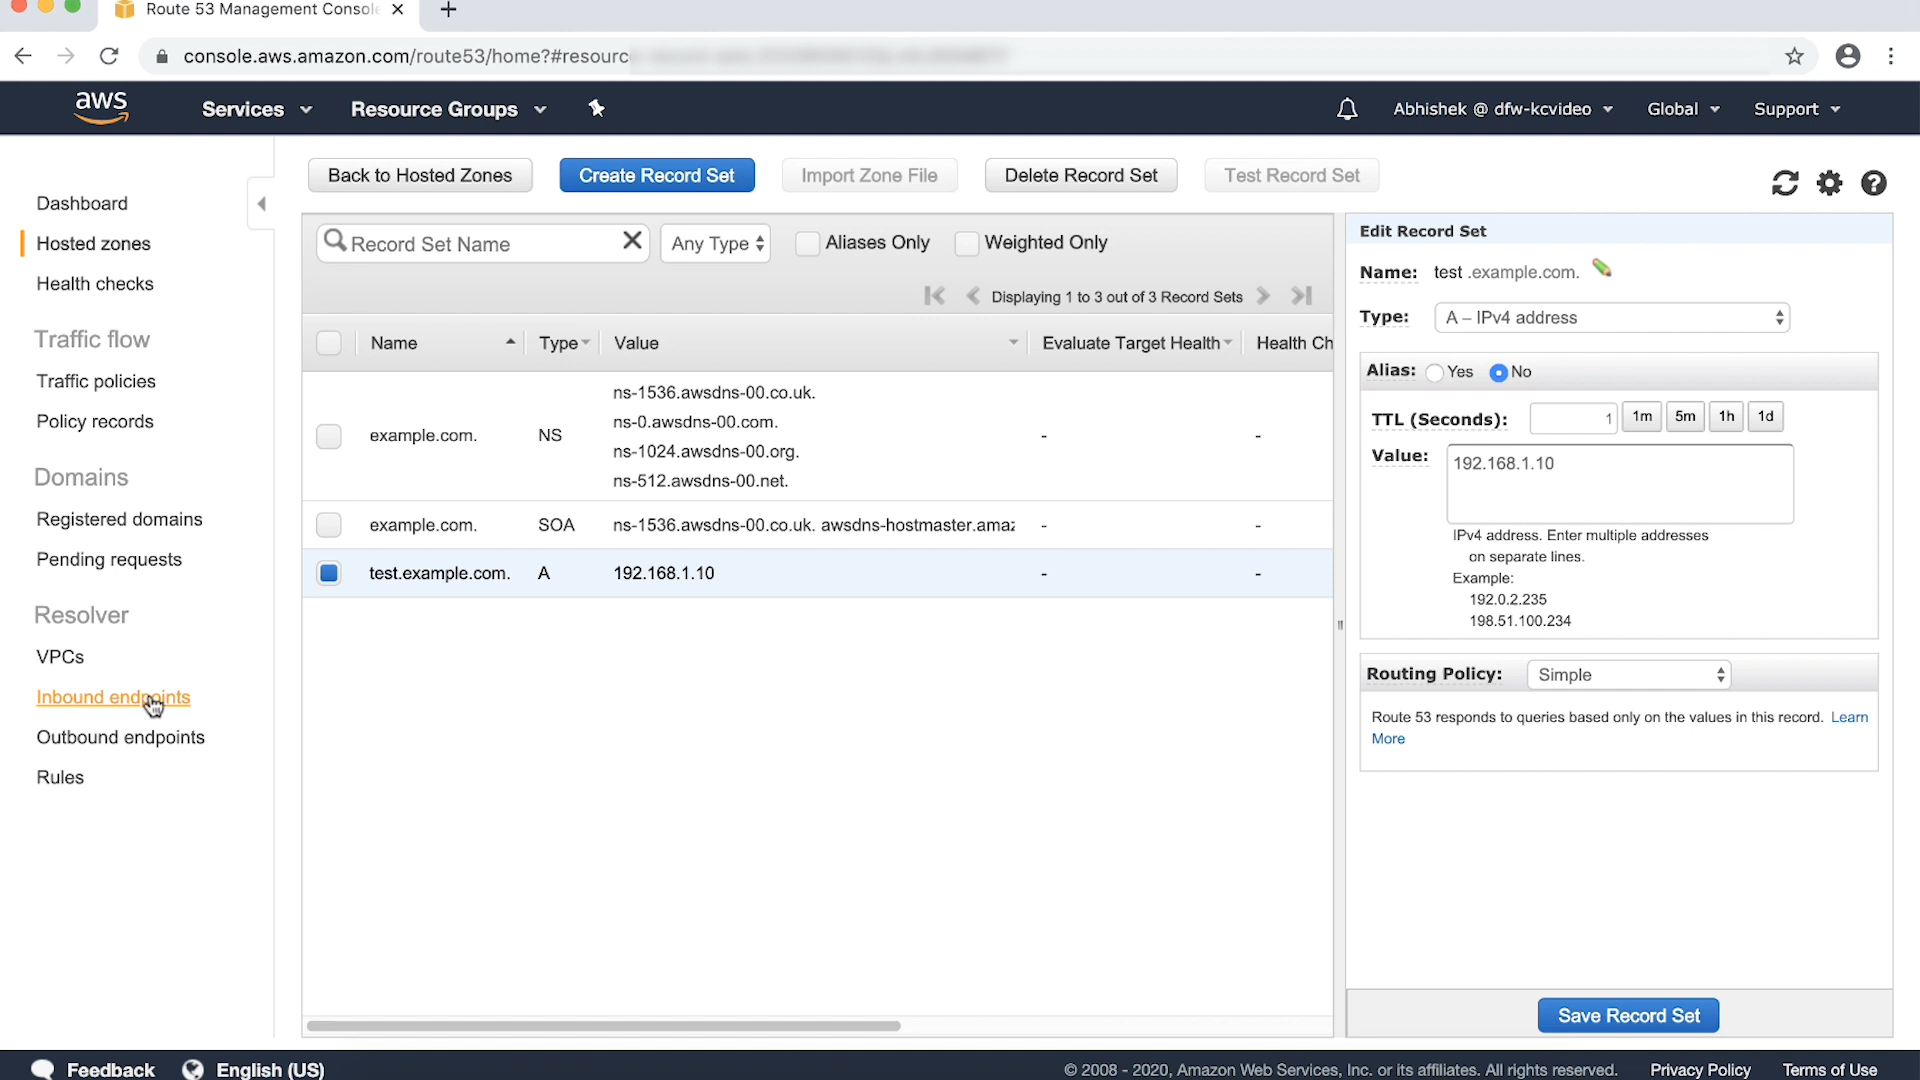 Route 53 Management Consol
console.aws.amazon.com/route53/home?#resourc
aws
Services
Resource Groups
Abhishek @ dfw-kcvideo
Global
Support
Dashboard
Hosted zones
Health checks
Traffic flow
Traffic policies
Policy records
Domains
Registered domains
Pending requests
Resolver
VPCs
Inbound endpoints
Outbound endpoints
Rules
Back to Hosted Zones
Create Record Set
Import Zone File
Delete Record Set
Test Record Set
Record Set Name
Any Type
Aliases Only
Weighted Only
Displaying 1 to 3 out of 3 Record Sets
Name Type Value Evaluate Target Health Health Ch
ns-1536.awsdns-00.co.uk.
ns-0.awsdns-00.com.
example.com. NS - -
ns-1024.awsdns-00.org.
ns-512.awsdns-00.net.
example.com. SOA ns-1536.awsdns-00.co.uk. awsdns-hostmaster.amaz - -
test.example.com. A 192.168.1.10 - -
Edit Record Set
Name: test .example.com.
Type: A – IPv4 address
Alias: Yes No
TTL (Seconds): 1 1m 5m 1h 1d
Value: 192.168.1.10
IPv4 address. Enter multiple addresses
on separate lines.
Example:
192.0.2.235
198.51.100.234
Routing Policy: Simple
Route 53 responds to queries based only on the values in this record. Learn
More
Save Record Set
Feedback
English (US)
© 2008 - 2020, Amazon Web Services, Inc. or its affiliates. All rights reserved.
Privacy Policy
Terms of Use